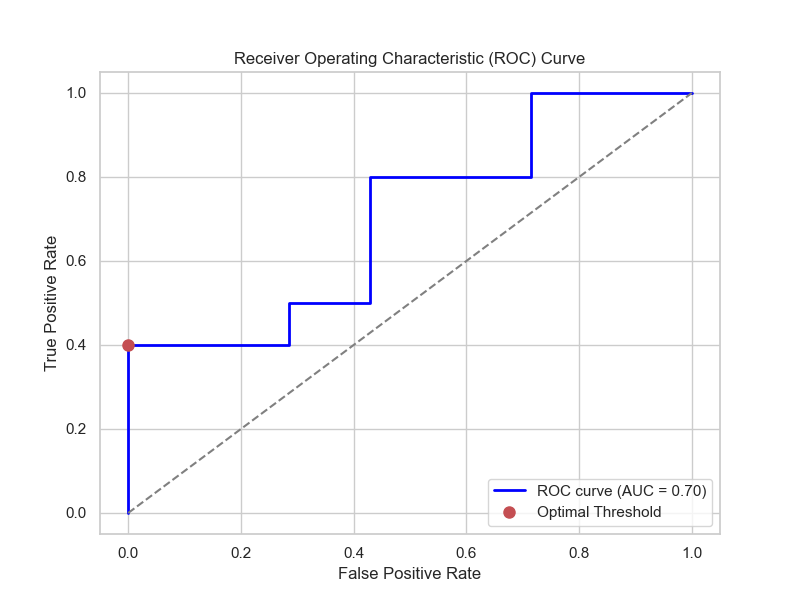 Receiver Operating Characteristic (ROC) Curve
True Positive Rate
1.0
0.8
0.6
0.4
0.2
0.0
ROC curve (AUC = 0.70)
Optimal Threshold
0.0 0.2 0.4 0.6 0.8 1.0
False Positive Rate